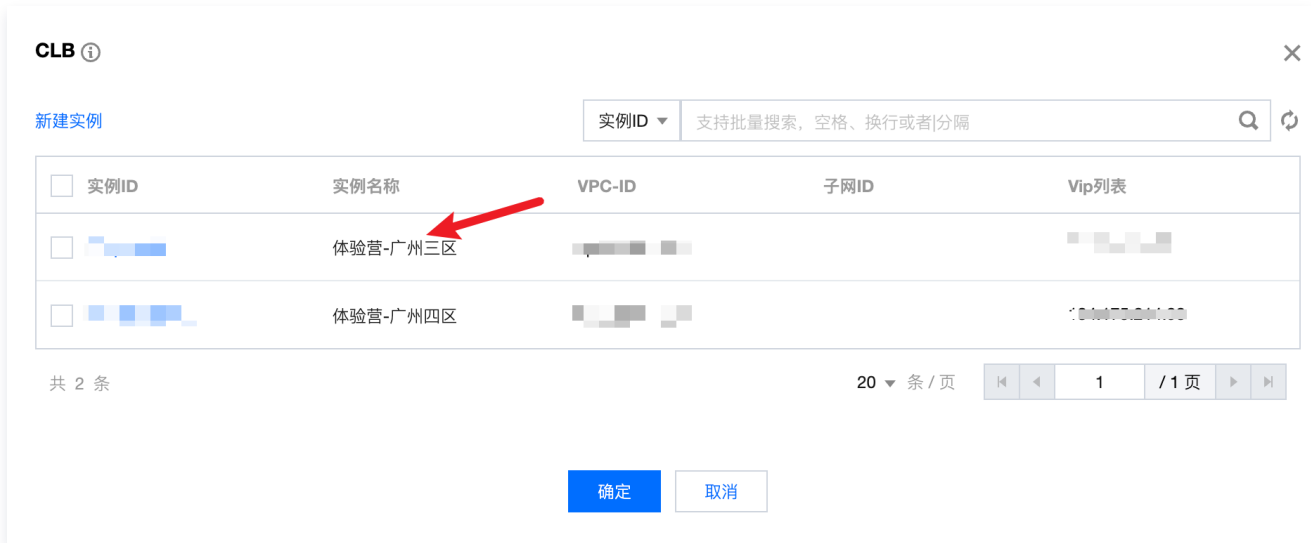 CLB
新建实例 实例ID 支持批量搜索，空格、换行或者|分隔
实例ID 实例名称 VPC-ID 子网ID Vip列表
体验营-广州三区
体验营-广州四区
共 2 条 20 条 / 页 1 / 1 页
确定 取消